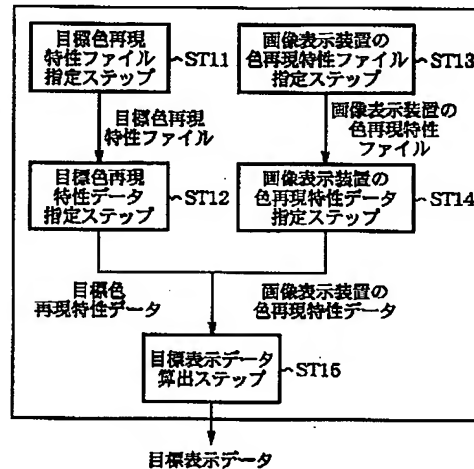 目標色再現
特性ファイル
指定ステップ
ST11
画像表示装置の
色再現特性ファイル
指定ステップ
ST13
目標色再現
特性ファイル
画像表示装置の
色再現特性
ファイル
目標色再現
特性データ
指定ステップ
ST12
画像表示装置の
色再現特性データ
指定ステップ
ST14
目標色
再現特性データ
画像表示装置の
色再現特性データ
目標表示データ
算出ステップ
ST15
目標表示データ